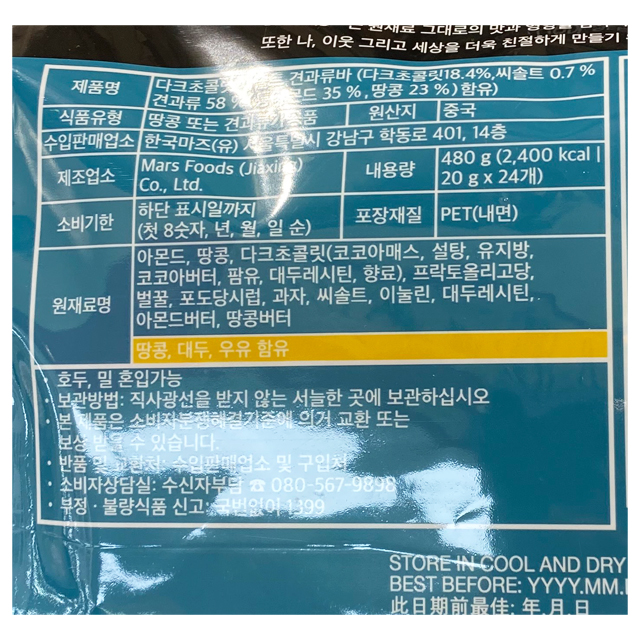 원재료 그대로의 맛과
또한 나, 이웃 그리고 세상을 더욱 친절하게 만들기
제품명 다크초콜릿 견과류바 (다크초콜릿18.4%,씨솔트 0.7 %
견과류 58 % 아몬드 35 %, 땅콩 23 %) 함유)
식품유형 땅콩 또는 견과류가공품 원산지 중국
수입판매업소 한국마즈(유) 서울특별시 강남구 학동로 401, 14층
제조업소 Mars Foods (Jiaxing) Co., Ltd. 내용량 480 g (2,400 kcal |
20 g x 24개)
소비기한 하단 표시일까지
(첫 8숫자, 년, 월, 일 순) 포장재질 PET(내면)
원재료명 아몬드, 땅콩, 다크초콜릿(코코아매스, 설탕, 유지방,
코코아버터, 팜유, 대두레시틴, 향료), 프락토올리고당,
벌꿀, 포도당시럽, 과자, 씨솔트, 이눌린, 대두레시틴,
아몬드버터, 땅콩버터
땅콩, 대두, 우유 함유
호두, 밀 혼입가능
• 보관방법: 직사광선을 받지 않는 서늘한 곳에 보관하십시오
• 본 제품은 소비자분쟁해결기준에 의거 교환 또는
보상 받을 수 있습니다.
• 반품 및 교환처: 수입판매업소 및 구입처
• 소비자상담실: 수신자부담 ☎ 080-567-9898
• 부정 · 불량식품 신고: 국번없이 1399
STORE IN COOL AND DRY
BEST BEFORE: YYYY.MM.
此日期前最佳: 年.月.日